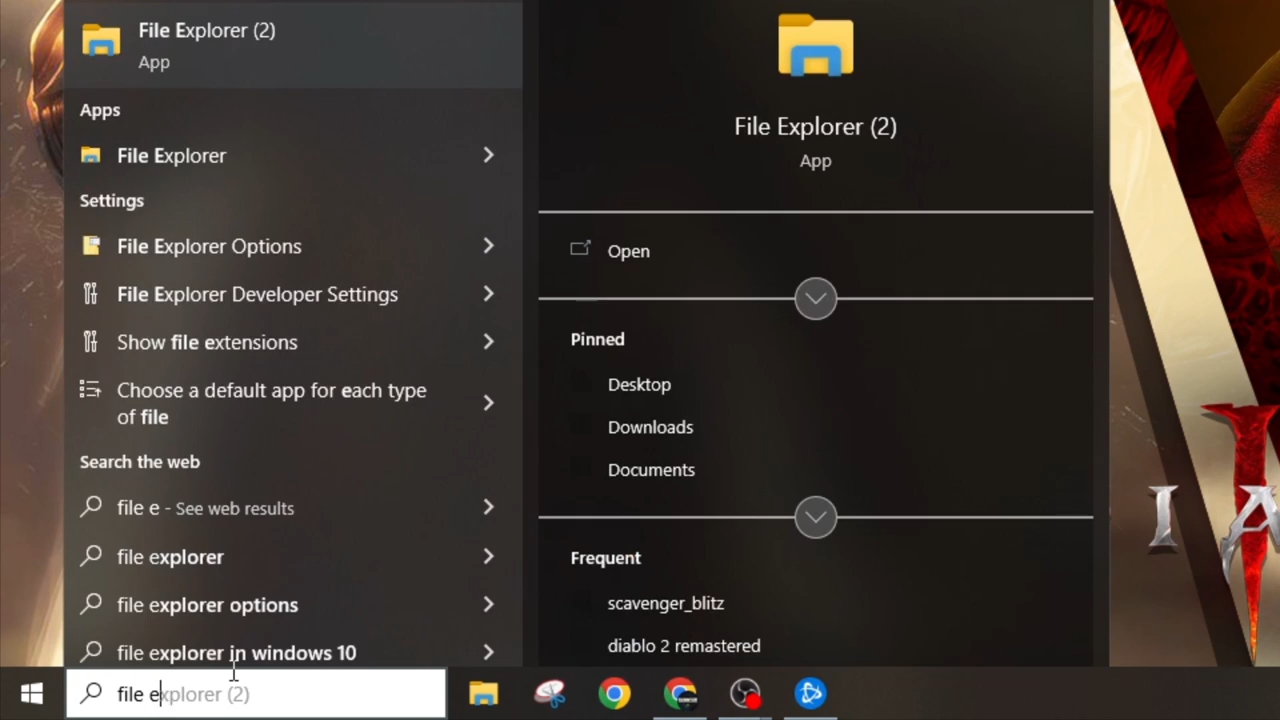 File Explorer (2)
App
Apps
File Explorer
Settings
File Explorer Options
File Explorer Developer Settings
Show file extensions
Choose a default app for each type
of file
Search the web
file e - See web results
file explorer
file explorer options
file explorer in windows 10
file explorer (2)
File Explorer (2)
App
Open
Pinned
Desktop
Downloads
Documents
Frequent
scavenger_blitz
diablo 2 remastered